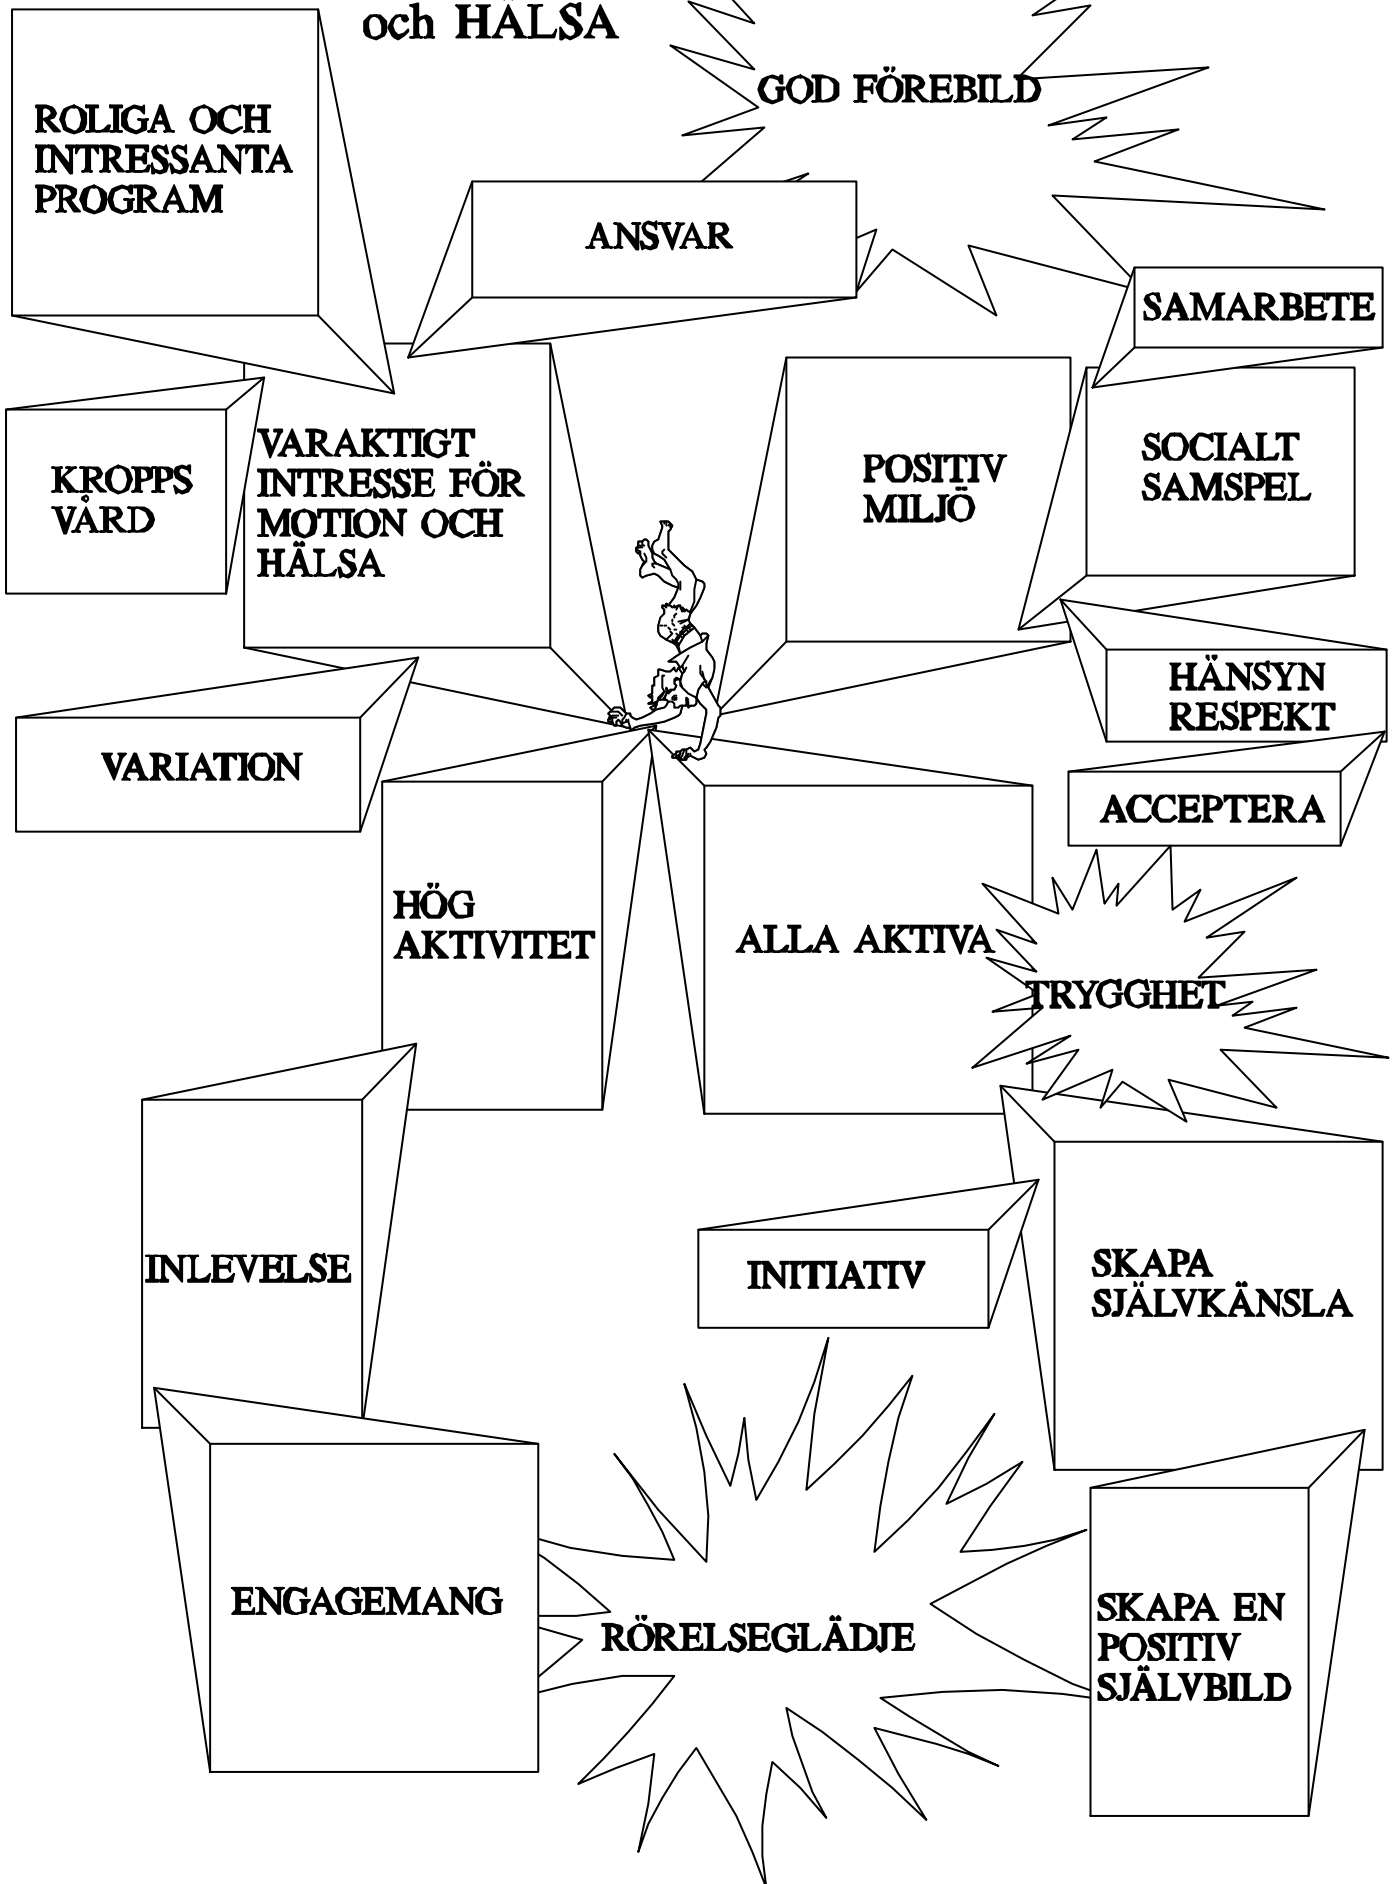 och HÄLSA
GOD FÖREBILD
ROLIGA OCH
INTRESSANTA
PROGRAM
ANSVAR
SAMARBETE
KROPPS
VÅRD
VARAKTIGT
INTRESSE FÖR
MOTION OCH
HÄLSA
POSITIV
MILJÖ
SOCIALT
SAMSPEL
HÄNSYN
RESPEKT
VARIATION
ACCEPTERA
HÖG
AKTIVITET
ALLA AKTIVA
TRYGGHET
INLEVELSE
INITIATIV
SKAPA
SJÄLVKÄNSLA
ENGAGEMANG
RÖRELSEGLÄDJE
SKAPA EN
POSITIV
SJÄLVBILD